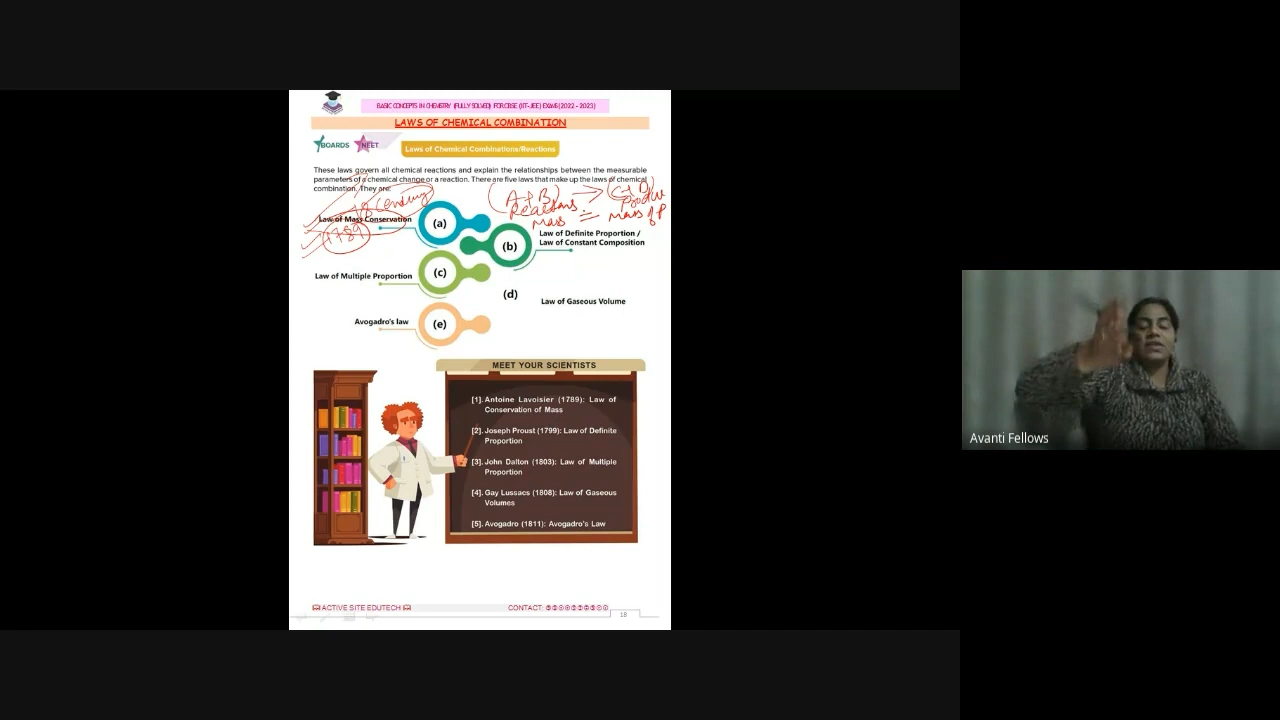 BASIC CONCEPTS IN CHEMISTRY (FULLY SOLVED) FOR CBSE (IIT-JEE) EXAMS (2022 - 2023)
LAWS OF CHEMICAL COMBINATION
BOARDS NEET
Laws of Chemical Combinations/Reactions
These laws govern all chemical reactions and explain the relationships between the measurable
parameters of a chemical change or a reaction. There are five laws that make up the laws of chemical
combination. They are:
(A + B) → (C + D)
Mass = mass of P
Law of Mass Conservation
(a)
1789
(b)
Law of Definite Proportion /
Law of Constant Composition
Law of Multiple Proportion
(c)
(d)
Law of Gaseous Volume
Avogadro's law
(e)
MEET YOUR SCIENTISTS
[1]. Antoine Lavoisier (1789): Law of
Conservation of Mass
[2]. Joseph Proust (1799): Law of Definite
Proportion
[3]. John Dalton (1803): Law of Multiple
Proportion
[4]. Gay Lussacs (1808): Law of Gaseous
Volumes
[5]. Avogadro (1811): Avogadro's Law
ACTIVE SITE EDUTECH
CONTACT:
18
Avanti Fellows